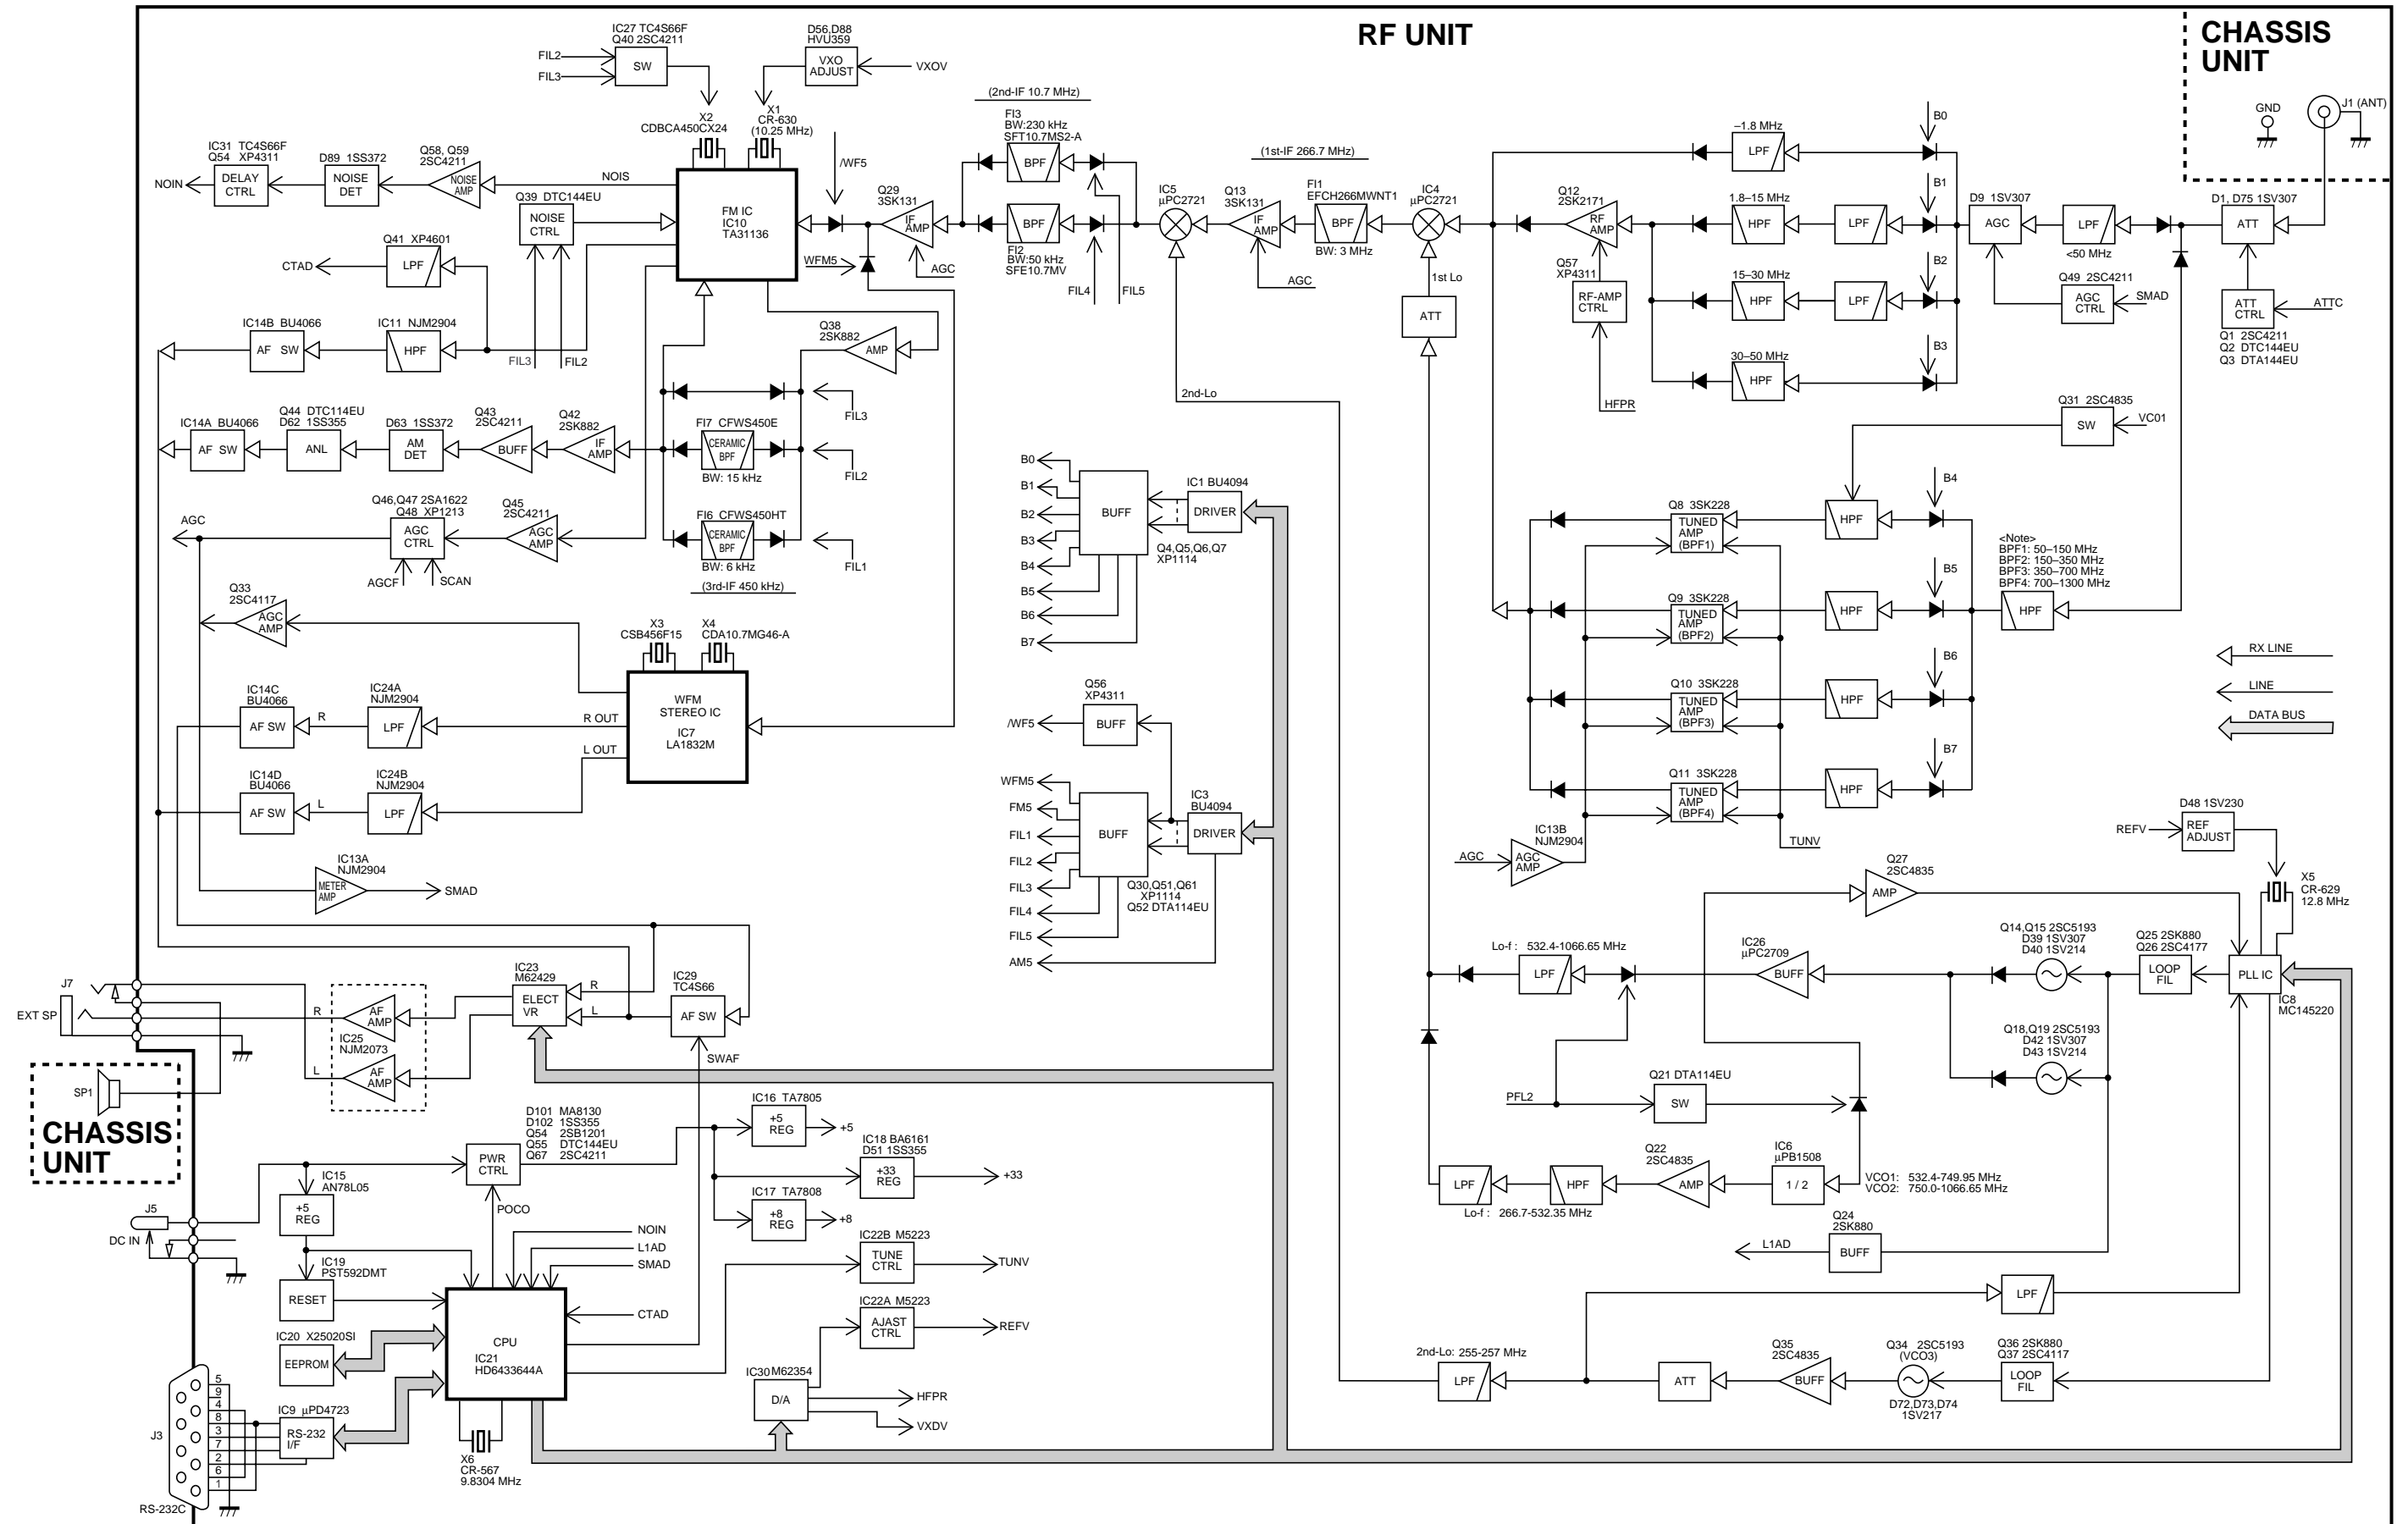 RF UNIT
CHASSIS
UNIT
GND
J1 (ANT)
IC27 TC4S66F
Q40 2SC4211
FIL2
FIL3
SW
D56,D88
HVU359
VXO
ADJUST
VXOV
X2
CDBCA450CX24
X1
CR-630
(10.25 MHz)
IC31 TC4S66F
Q54 XP4311
NOIN
DELAY
CTRL
D89 1SS372
NOISE
DET
Q58, Q59
2SC4211
NOISE
AMP
NOIS
Q39 DTC144EU
NOISE
CTRL
FM IC
IC10
TA31136
/WF5
WFM5
Q29
3SK131
IF
AMP
AGC
(2nd-IF 10.7 MHz)
FI3
BW:230 kHz
SFT10.7MS2-A
BPF
BPF
FI2
BW:50 kHz
SFE10.7MV
FIL4
FIL5
IC5
µPC2721
Q13
3SK131
IF
AMP
AGC
(1st-IF 266.7 MHz)
FI1
EFCH266MWNT1
BPF
BW: 3 MHz
IC4
µPC2721
1st Lo
ATT
2nd-Lo
–1.8 MHz
LPF
B0
Q12
2SK2171
RF
AMP
1.8–15 MHz
HPF
LPF
B1
15–30 MHz
HPF
LPF
B2
30–50 MHz
HPF
B3
Q57
XP4311
RF-AMP
CTRL
HFPR
D9 1SV307
AGC
LPF
<50 MHz
D1, D75 1SV307
ATT
Q49 2SC4211
AGC
CTRL
SMAD
ATT
CTRL
ATTC
Q1 2SC4211
Q2 DTC144EU
Q3 DTA144EU
Q31 2SC4835
SW
VC01
Q41 XP4601
CTAD
LPF
IC14B BU4066
AF SW
IC11 NJM2904
HPF
FIL3
FIL2
Q38
2SK882
AMP
FIL3
FI7 CFWS450E
CERAMIC
BPF
BW: 15 kHz
FIL2
FI6 CFWS450HT
CERAMIC
BPF
BW: 6 kHz
FIL1
(3rd-IF 450 kHz)
IC14A BU4066
AF SW
Q44 DTC114EU
D62 1SS355
ANL
D63 1SS372
AM
DET
Q43
2SC4211
BUFF
Q42
2SK882
IF
AMP
AGC
Q46,Q47 2SA1622
Q48 XP1213
AGC
CTRL
AGCF
SCAN
Q45
2SC4211
AGC
AMP
Q33
2SC4117
AGC
AMP
X3
CSB456F15
X4
CDA10.7MG46-A
WFM
STEREO IC
IC7
LA1832M
IC14C
BU4066
AF SW
R
IC24A
NJM2904
LPF
R OUT
L OUT
IC14D
BU4066
AF SW
L
IC24B
NJM2904
LPF
IC13A
NJM2904
METER
AMP
SMAD
B0
B1
B2
B3
B4
B5
B6
B7
BUFF
IC1 BU4094
DRIVER
Q4,Q5,Q6,Q7
XP1114
Q56
XP4311
/WF5
BUFF
WFM5
FM5
FIL1
FIL2
FIL3
FIL4
FIL5
AM5
BUFF
IC3
BU4094
DRIVER
Q30,Q51,Q61
XP1114
Q52 DTA114EU
Q8 3SK228
TUNED
AMP
(BPF1)
HPF
B4
Q9 3SK228
TUNED
AMP
(BPF2)
HPF
B5
Q10 3SK228
TUNED
AMP
(BPF3)
HPF
B6
Q11 3SK228
TUNED
AMP
(BPF4)
HPF
B7
<Note>
BPF1: 50–150 MHz
BPF2: 150–350 MHz
BPF3: 350–700 MHz
BPF4: 700–1300 MHz
HPF
RX LINE
LINE
DATA BUS
IC13B
NJM2904
AGC
AGC
AMP
TUNV
D48 1SV230
REFV
REF
ADJUST
X5
CR-629
12.8 MHz
Q27
2SC4835
AMP
Lo-f : 532.4-1066.65 MHz
LPF
IC26
µPC2709
BUFF
Q14,Q15 2SC5193
D39 1SV307
D40 1SV214
Q25 2SK880
Q26 2SC4177
LOOP
FIL
PLL IC
IC8
MC145220
Q18,Q19 2SC5193
D42 1SV307
D43 1SV214
PFL2
Q21 DTA114EU
SW
LPF
HPF
Lo-f : 266.7-532.35 MHz
Q22
2SC4835
AMP
IC6
µPB1508
1 / 2
VCO1: 532.4-749.95 MHz
VCO2: 750.0-1066.65 MHz
Q24
2SK880
L1AD
BUFF
LPF
2nd-Lo: 255-257 MHz
LPF
ATT
Q35
2SC4835
BUFF
Q34 2SC5193
(VCO3)
D72,D73,D74
1SV217
Q36 2SK880
Q37 2SC4117
LOOP
FIL
J7
EXT SP
R
L
AF
AMP
IC25
NJM2073
AF
AMP
IC23
M62429
ELECT
VR
R
L
IC29
TC4S66
AF SW
SWAF
SP1
CHASSIS
UNIT
J5
DC IN
D101 MA8130
D102 1SS355
Q54 2SB1201
Q55 DTC144EU
Q67 2SC4211
PWR
CTRL
POCO
IC15
AN78L05
+5
REG
IC16 TA7805
+5
REG
+5
IC18 BA6161
D51 1SS355
+33
REG
+33
IC17 TA7808
+8
REG
+8
IC19
PST592DMT
RESET
NOIN
L1AD
SMAD
CTAD
IC22B M5223
TUNE
CTRL
TUNV
IC22A M5223
AJAST
CTRL
REFV
CPU
IC21
HD6433644A
IC20 X25020SI
EEPROM
IC30 M62354
D/A
HFPR
VXDV
IC9 µPD4723
RS-232
I/F
X6
CR-567
9.8304 MHz
J3
5
9
4
8
3
7
2
6
1
RS-232C